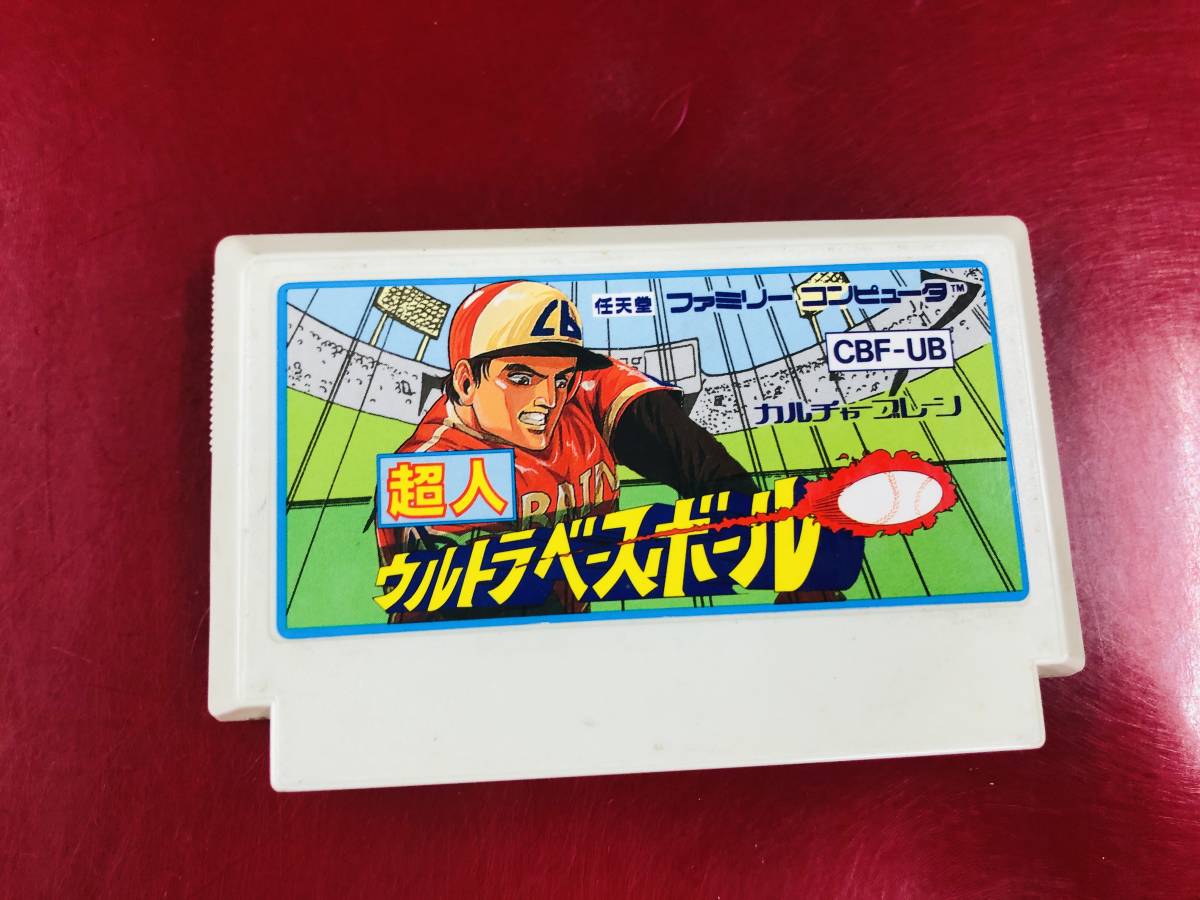 任天堂 ファミリー コンピュータ™
CBF-UB
カルチャーブレーン
CB
BRAIN
超人
ウルトラベースボール